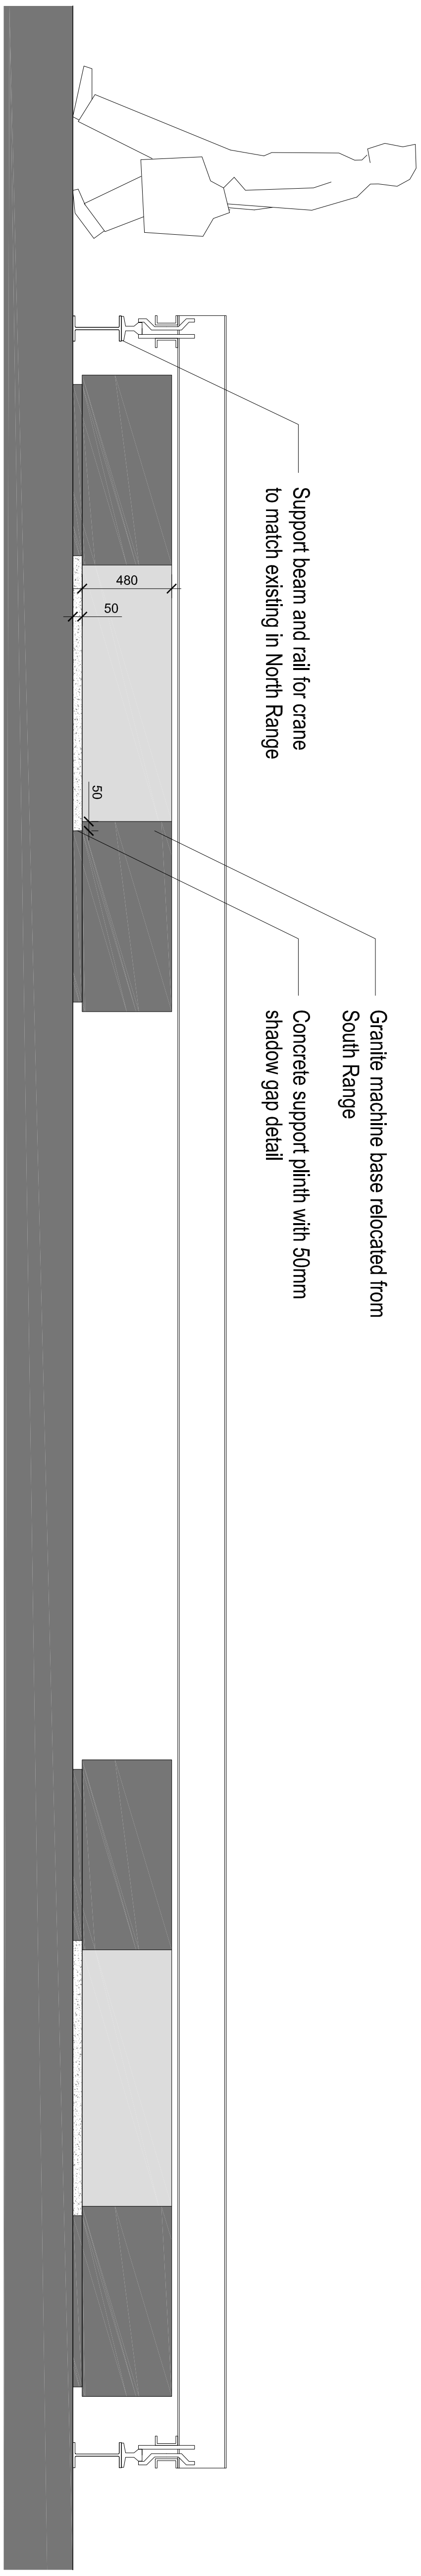 Support beam and rail for crane
to match existing in North Range
Granite machine base relocated from
South Range
Concrete support plinth with 50mm
shadow gap detail
480
50
50